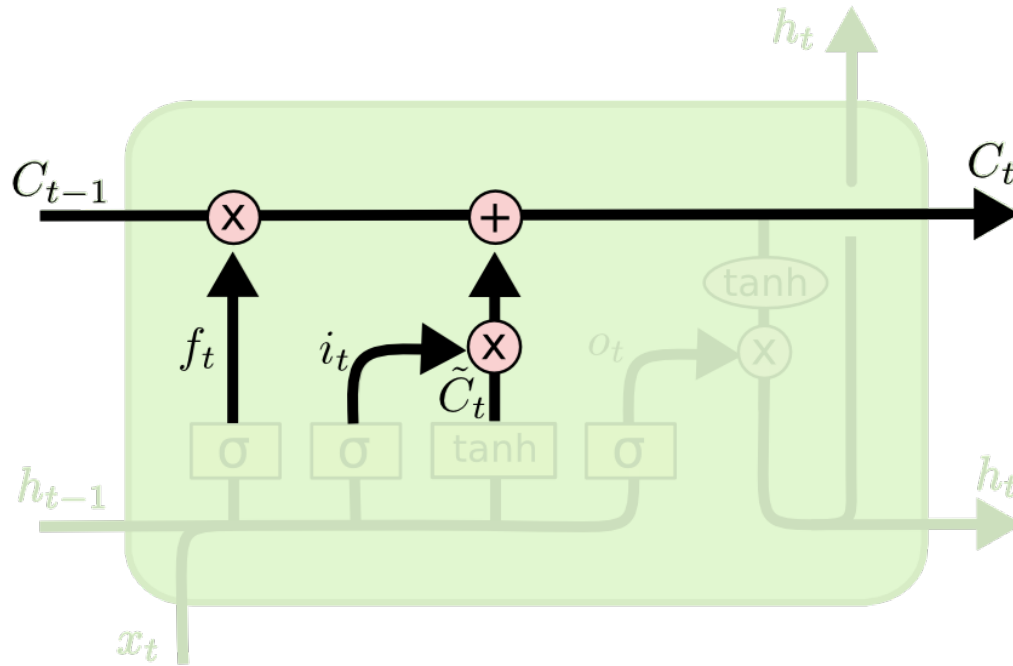 h_t
C_{t-1}
C_t
x
+
tanh
f_t
i_t
x
o_t
x
C̃_t
σ
σ
tanh
σ
h_{t-1}
h_t
x_t